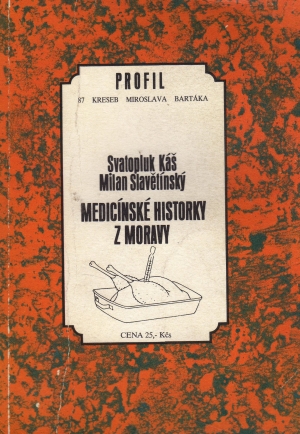 PROFIL
87 KRESEB MIROSLAVA BARTÁKA
Svatopluk Káš
Milan Slavětínský
MEDICÍNSKÉ HISTORKY
Z MORAVY
CENA 25,- Kčs